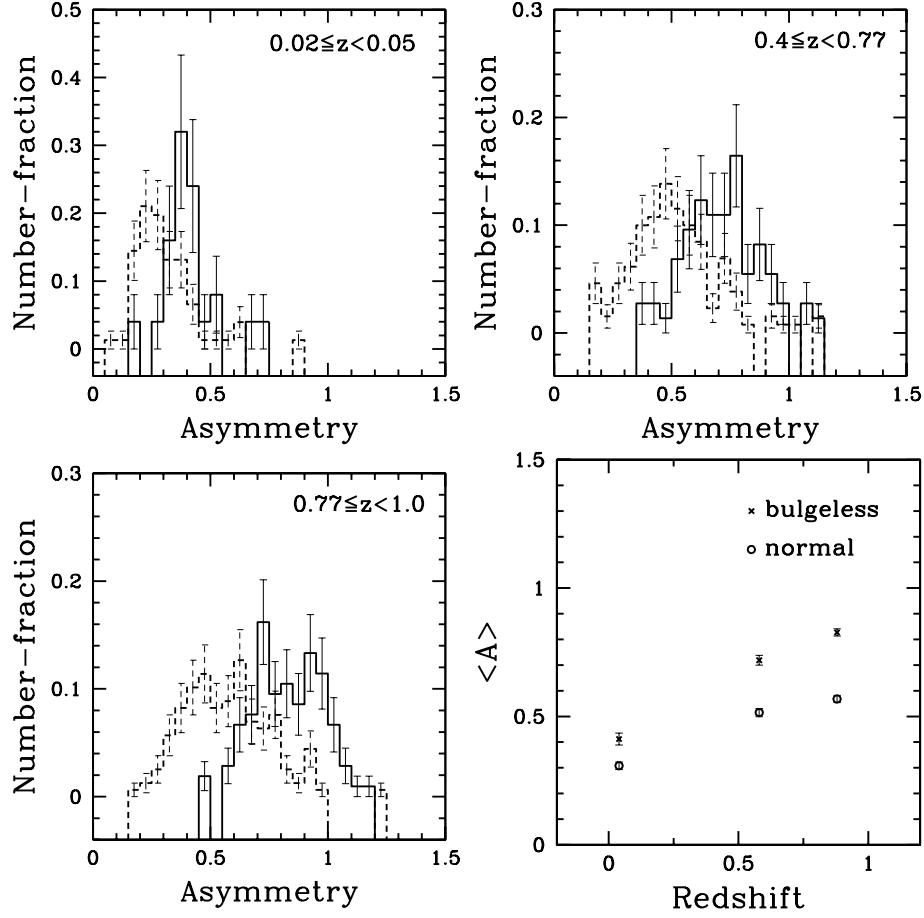 0.02≦z<0.05
Number-fraction
0.5
0.4
0.3
0.2
0.1
0
0 0.5 1 1.5
Asymmetry
0.4≦z<0.77
Number-fraction
0.3
0.2
0.1
0
0 0.5 1 1.5
Asymmetry
0.77≦z<1.0
Number-fraction
0.3
0.2
0.1
0
0 0.5 1 1.5
Asymmetry
bulgeless
normal
<A>
1.5
1
0.5
0
0 0.5 1
Redshift